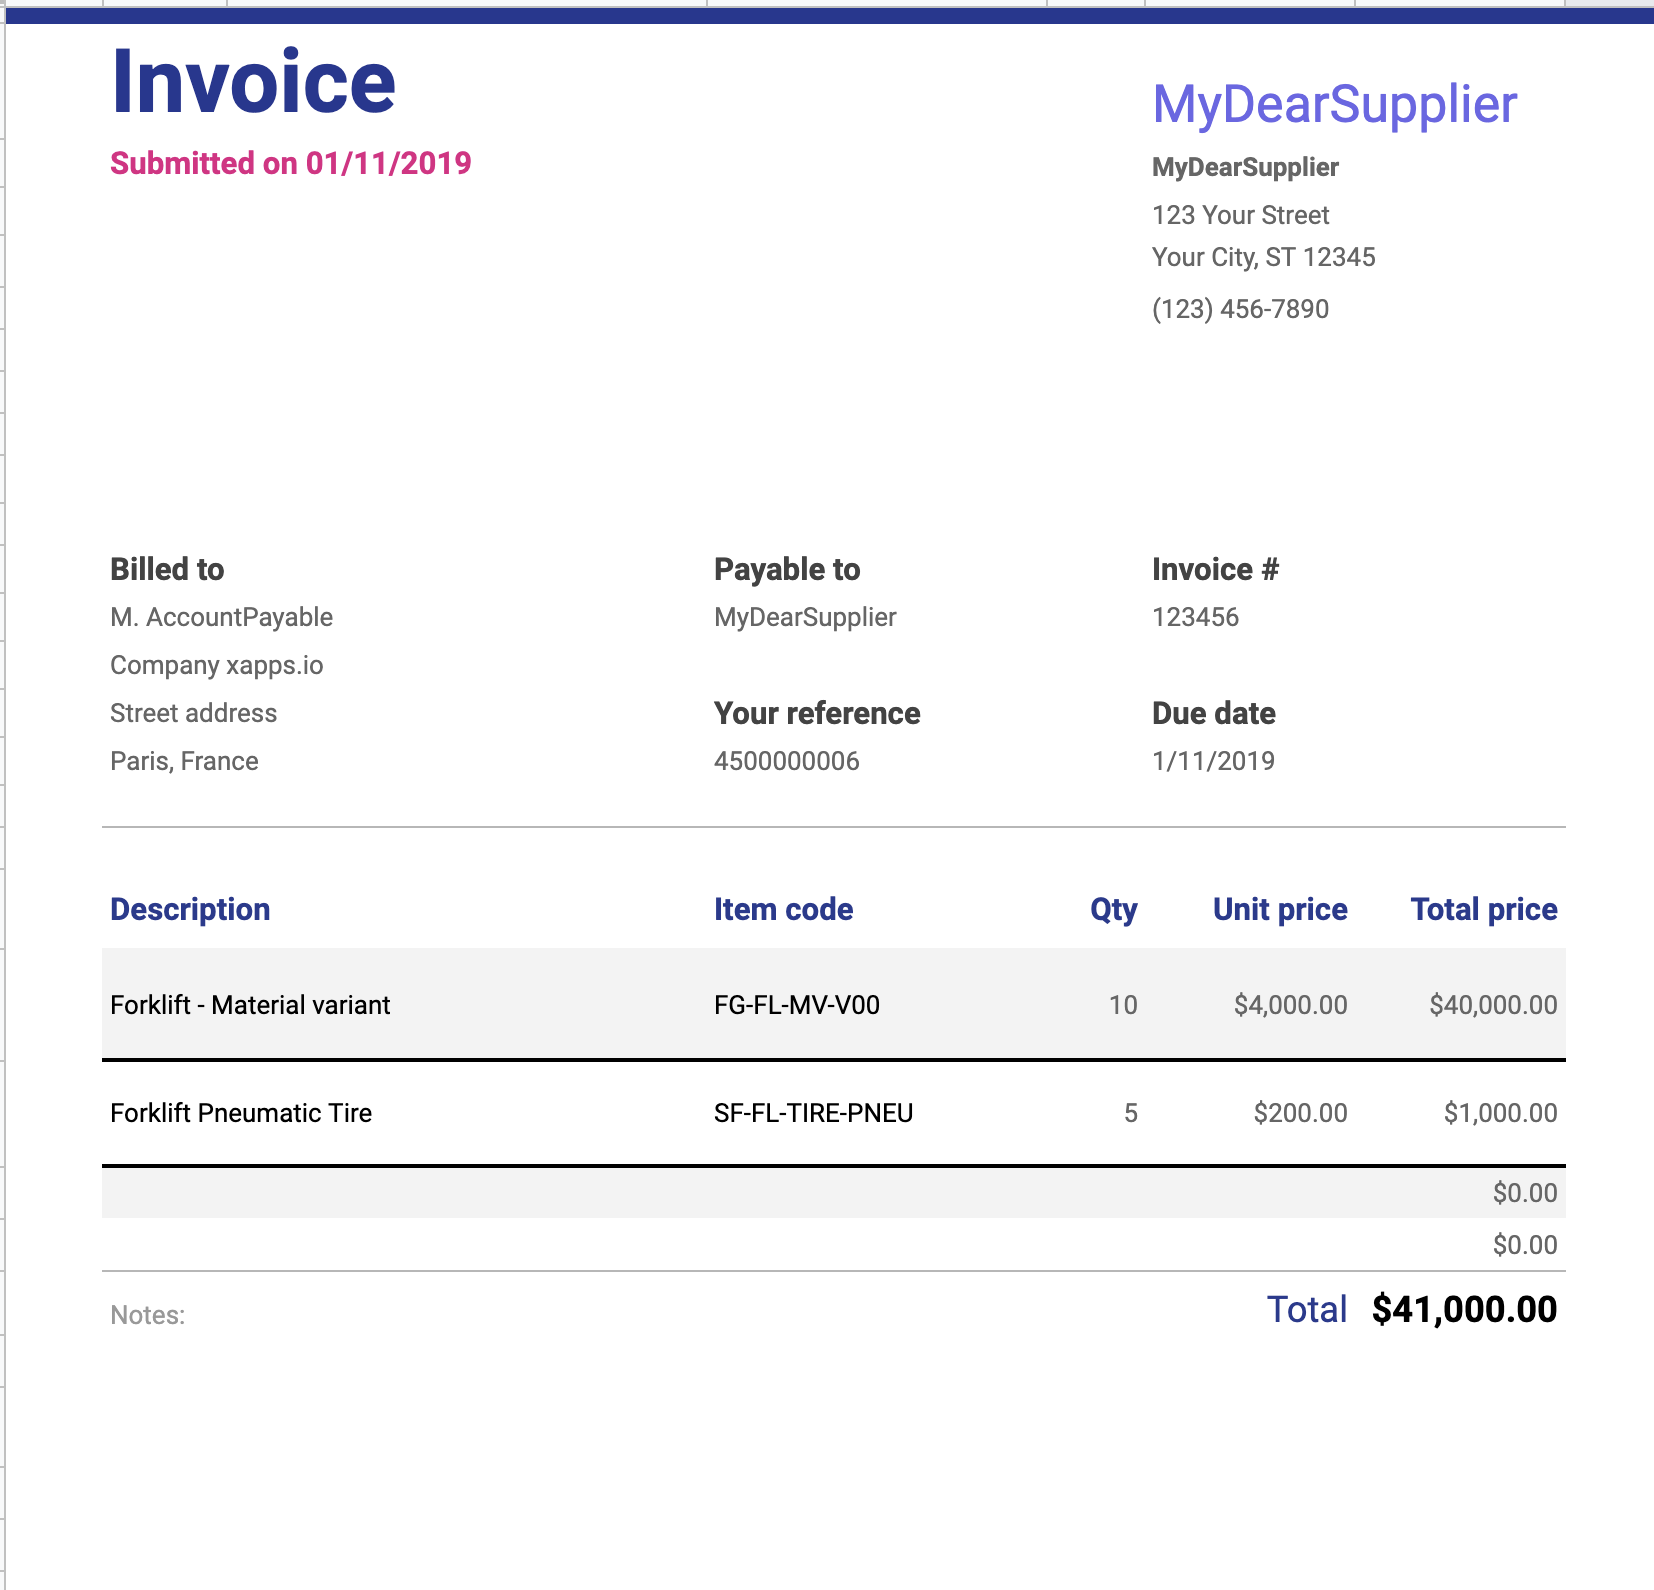 Invoice
Submitted on 01/11/2019
MyDearSupplier
MyDearSupplier
123 Your Street
Your City, ST 12345
(123) 456-7890
Billed to Payable to Invoice #
M. AccountPayable MyDearSupplier 123456
Company xapps.io
Street address Your reference Due date
Paris, France 4500000006 1/11/2019
Description Item code Qty Unit price Total price
Forklift - Material variant FG-FL-MV-V00 10 $4,000.00 $40,000.00
Forklift Pneumatic Tire SF-FL-TIRE-PNEU 5 $200.00 $1,000.00
$0.00
$0.00
Notes: Total $41,000.00